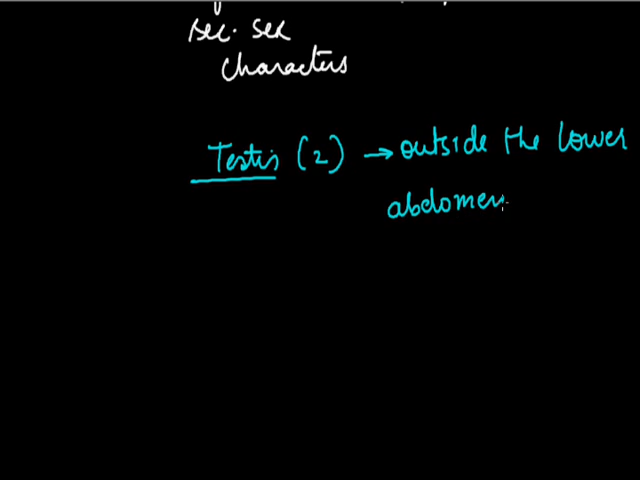 sec. sex
characters
Testis (2) → outside the lower
abdomen